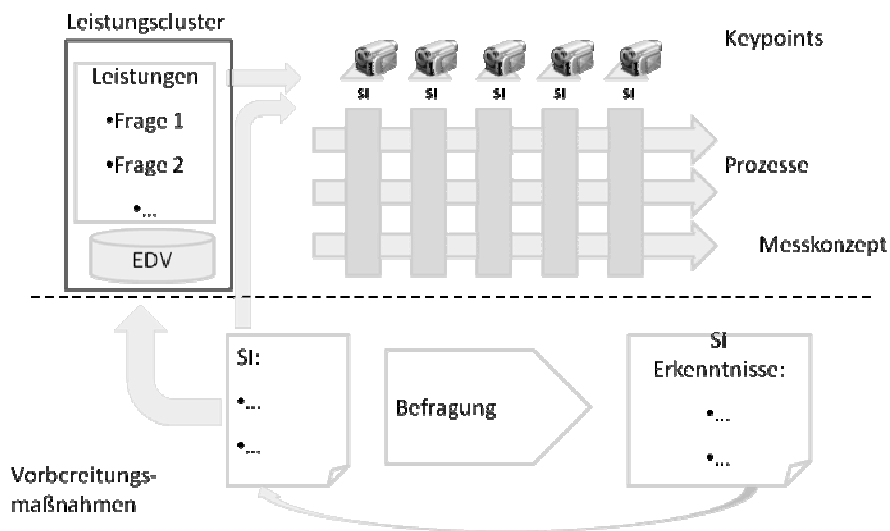 Leistungscluster
Leistungen
•Frage 1
•Frage 2
•...
EDV
Keypoints
SI SI SI SI SI
Prozesse
Messkonzept
SI:
•...
•...
Befragung
SI
Erkenntnisse:
•...
•...
Vorbereitungs-
maßnahmen